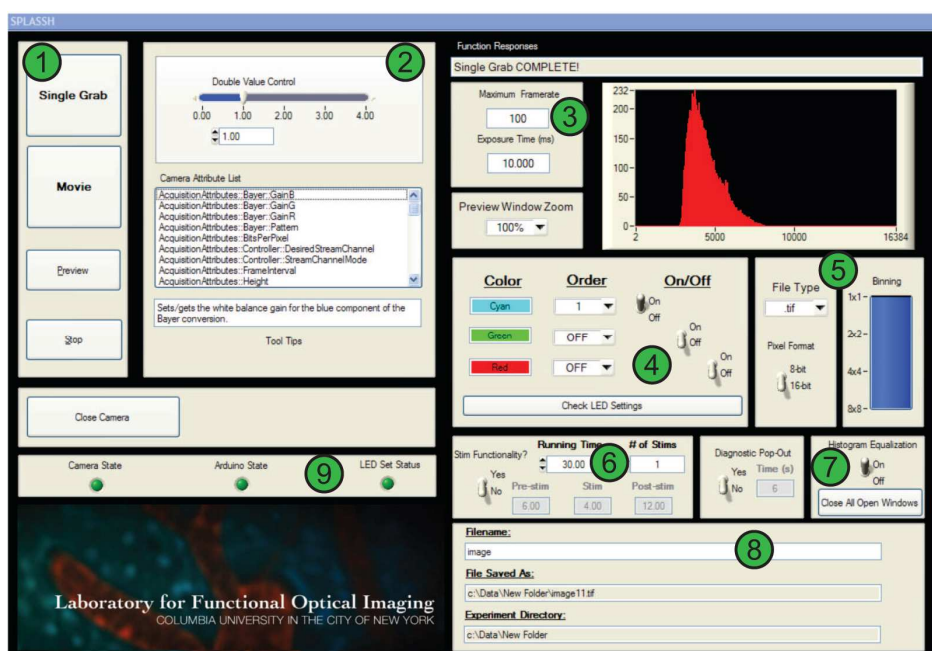 SPLASSH
1
Single Grab
Movie
Preview
Stop
2
Double Value Control
0.00 1.00 2.00 3.00 4.00
1.00
Camera Attribute List
AcquisitionAttributes::Bayer::GainB
AcquisitionAttributes::Bayer::GainG
AcquisitionAttributes::Bayer::GainR
AcquisitionAttributes::Bayer::Pattern
AcquisitionAttributes::BitsPerPixel
AcquisitionAttributes::Controller::DesiredStreamChannel
AcquisitionAttributes::Controller::StreamChannelMode
AcquisitionAttributes::FrameInterval
AcquisitionAttributes::Height
Sets/gets the white balance gain for the blue component of the
Bayer conversion.
Tool Tips
Close Camera
Camera State
Arduino State
9
LED Set Status
Laboratory for Functional Optical Imaging
COLUMBIA UNIVERSITY IN THE CITY OF NEW YORK
Function Responses
Single Grab COMPLETE!
Maximum Framerate
100
3
Exposure Time (ms)
10.000
Preview Window Zoom
100%
232
200
150
100
50
0
2 5000 10000 16384
Color Order On/Off
Cyan 1 On
Off
Green OFF On
Off
Red OFF On
Off
4
Check LED Settings
5
File Type
.tif
Pixel Format
8-bit
16-bit
Binning
1x1
2x2
4x4
8x8
Stim Functionality?
Yes
No
Running Time
30.00
6
# of Stims
1
Pre-stim Stim Post-stim
6.00 4.00 12.00
Diagnostic Pop-Out
Yes
No
Time (s)
6
Histogram Equalization
7
On
Off
Close All Open Windows
Filename:
8
image
File Saved As:
c:\Data\New Folder\image11.tif
Experiment Directory:
c:\Data\New Folder